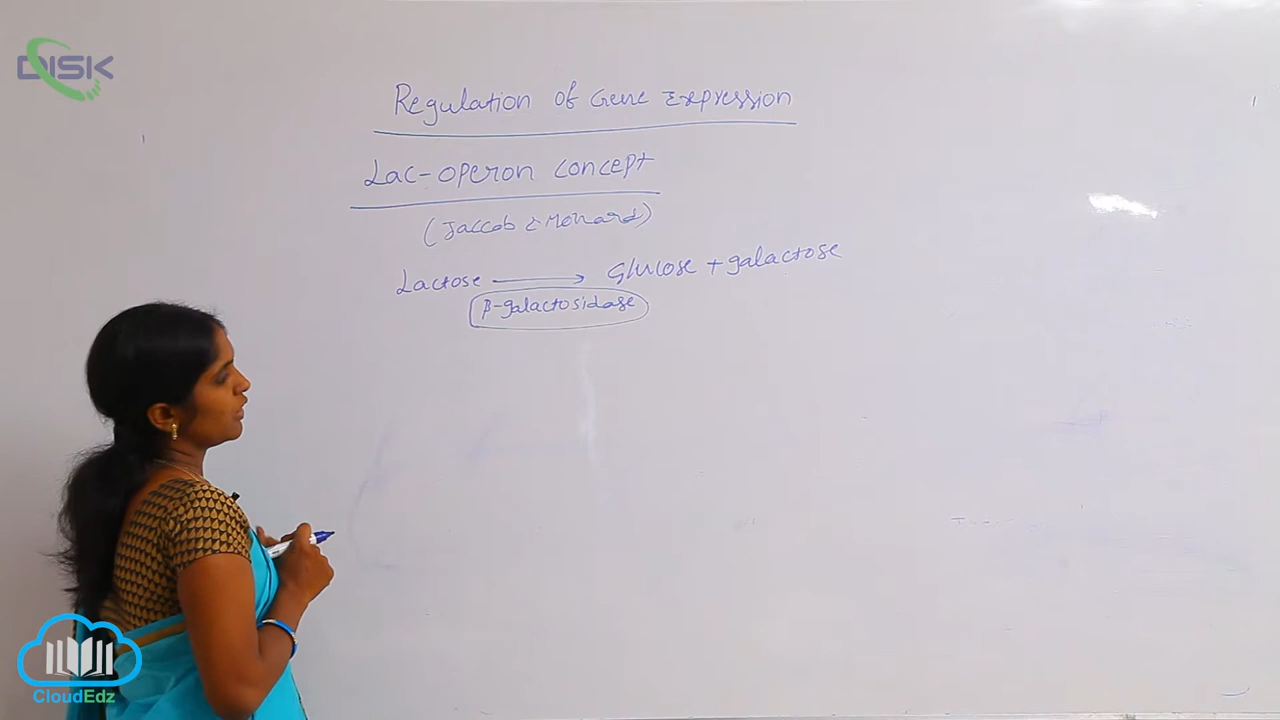 DISK
Regulation of Gene Expression
Lac-operon concept
(Jaccob & Monard)
Lactose → Glucose + galactose
β-galactosidase
CloudEdz